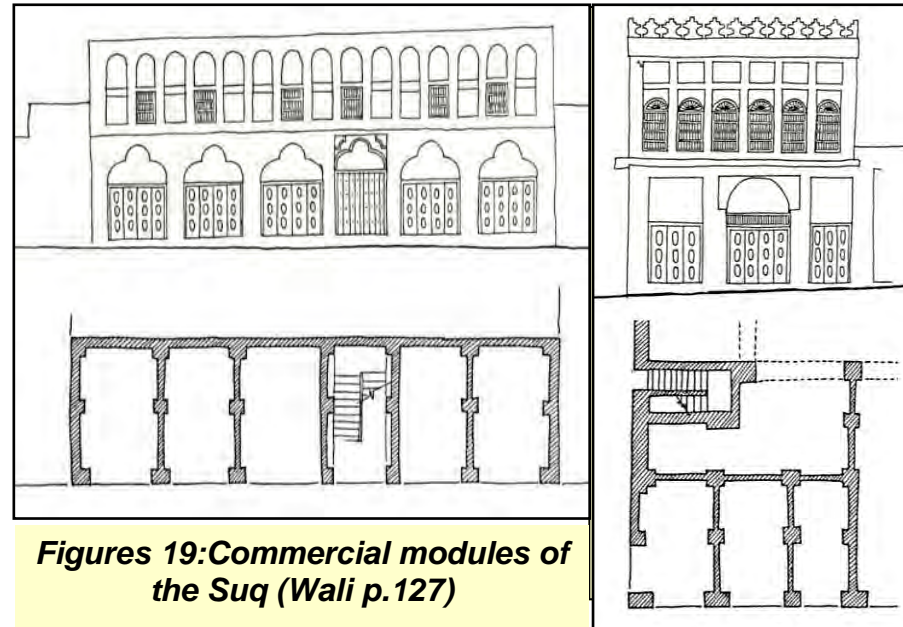 Figures 19:Commercial modules of
the Suq (Wali p.127)